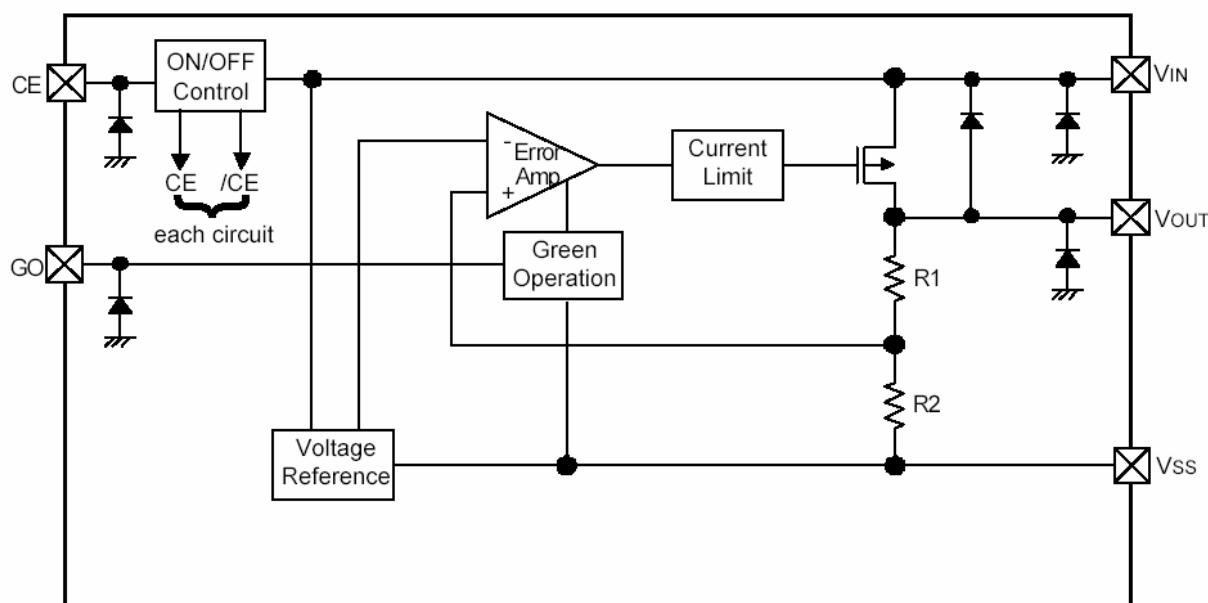 CE
ON/OFF
Control
CE /CE
each circuit
GO
-
Error
Amp
+
Green
Operation
Current
Limit
VIN
VOUT
R1
R2
Voltage
Reference
VSS